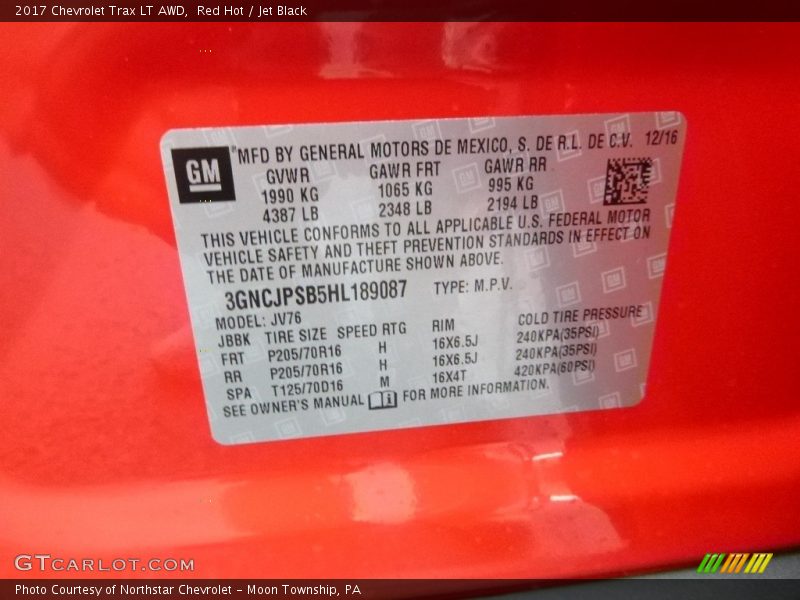 2017 Chevrolet Trax LT AWD,  Red Hot / Jet Black
GM
MFD BY GENERAL MOTORS DE MEXICO, S. DE R.L. DE C.V. 12/16
GVWR GAWR FRT GAWR RR
1990 KG 1065 KG 995 KG
4387 LB 2348 LB 2194 LB
THIS VEHICLE CONFORMS TO ALL APPLICABLE U.S. FEDERAL MOTOR
VEHICLE SAFETY AND THEFT PREVENTION STANDARDS IN EFFECT ON
THE DATE OF MANUFACTURE SHOWN ABOVE.
3GNCJPSB5HL189087 TYPE: M.P.V.
MODEL: JV76
JBBK TIRE SIZE SPEED RTG RIM COLD TIRE PRESSURE
FRT P205/70R16 H 16X6.5J 240KPA(35PSI)
RR P205/70R16 H 16X6.5J 240KPA(35PSI)
SPA T125/70D16 M 16X4T 420KPA(60PSI)
SEE OWNER'S MANUAL FOR MORE INFORMATION.
GTCARLOT.COM
Photo Courtesy of Northstar Chevrolet - Moon Township, PA